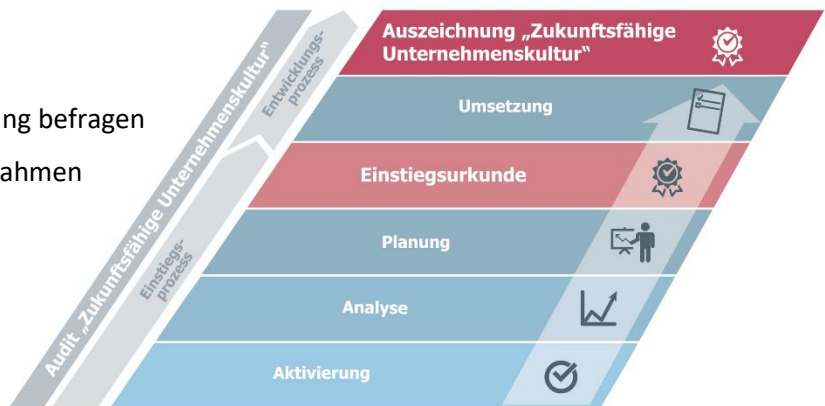 ng befragen
ahmen
Audit „Zukunftsfähige Unternehmenskultur“
Einstiegs-
prozess
Entwicklungs-
prozess
Auszeichnung „Zukunftsfähige
Unternehmenskultur“
Umsetzung
Einstiegsurkunde
Planung
Analyse
Aktivierung